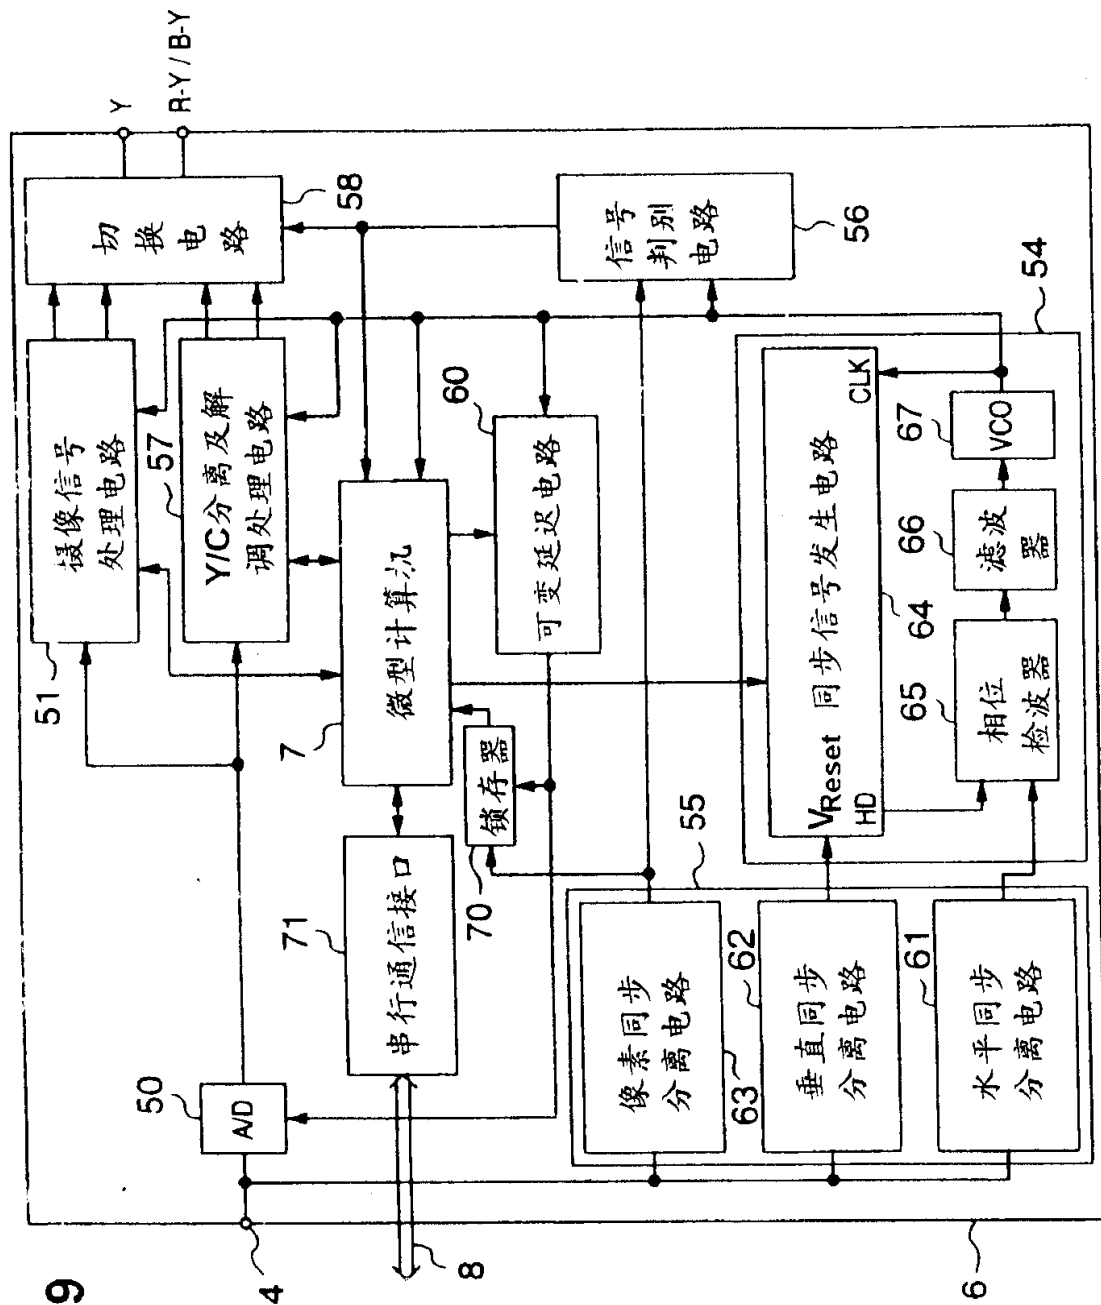 9
Y
R-Y / B-Y
切换电路
58
信号
判别
电路
56
摄像信号
处理电路
51
Y/C分离及解
调处理电路
57
微型计算机
7
60
可变延迟电路
54
VReset 同步信号发生电路
HD
CLK
64
VCO
67
滤波器
66
相位
检波器
65
锁存器
70
串行通信接口
71
55
像素同步
分离电路
63
垂直同步
分离电路
62
水平同步
分离电路
61
A/D
50
4
8
6